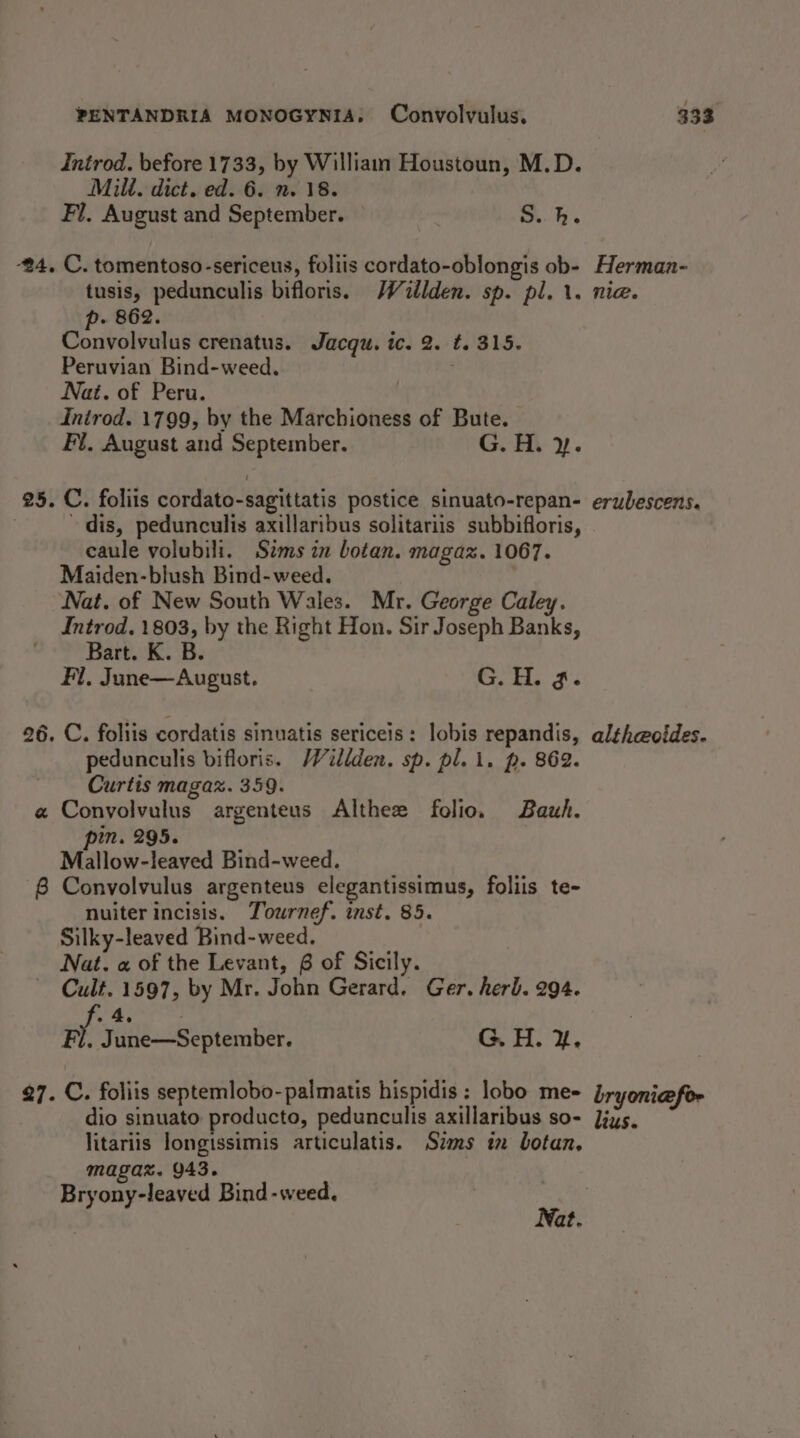 PENTANDRIA MONOGYNIA. Convolvulus. 333
Introd. before 1733, by William Houstoun, M.D.
Mill. dict. ed. 6. n. 18.
Fl. August and September. S. ♄.
24. C. tomentoso-sericeus, foliis cordato-oblongis ob- Herman-
tusis, pedunculis bifloris. Willden. sp. pl. 1. niæ.
p. 862.
Convolvulus crenatus. Jacqu. ic. 2. t. 315.
Peruvian Bind-weed.
Nat. of Peru.
Introd. 1799, by the Marchioness of Bute.
Fl. August and September. G. H. ♃.
25. C. foliis cordato-sagittatis postice sinuato-repan- erubescens.
dis, pedunculis axillaribus solitariis subbifloris,
caule volubili. Sims in botan. magaz. 1067.
Maiden-blush Bind-weed.
Nat. of New South Wales. Mr. George Caley.
Introd. 1803, by the Right Hon. Sir Joseph Banks,
Bart. K. B.
Fl. June—August. G. H. ♂.
26. C. foliis cordatis sinuatis sericeis: lobis repandis, althæoides.
pedunculis bifloris. Willden. sp. pl. 1. p. 862.
Curtis magaz. 359.
α Convolvulus argenteus Altheæ folio. Bauh.
pin. 295.
Mallow-leaved Bind-weed.
β Convolvulus argenteus elegantissimus, foliis te-
nuiter incisis. Tournef. inst. 85.
Silky-leaved Bind-weed.
Nat. α of the Levant, β of Sicily.
Cult. 1597, by Mr. John Gerard. Ger. herb. 294.
f. 4.
Fl. June—September. G. H. ♃.
27. C. foliis septemlobo-palmatis hispidis: lobo me- bryoniæfo-
dio sinuato producto, pedunculis axillaribus so- lius.
litariis longissimis articulatis. Sims in botan.
magaz. 943.
Bryony-leaved Bind-weed.
Nat.